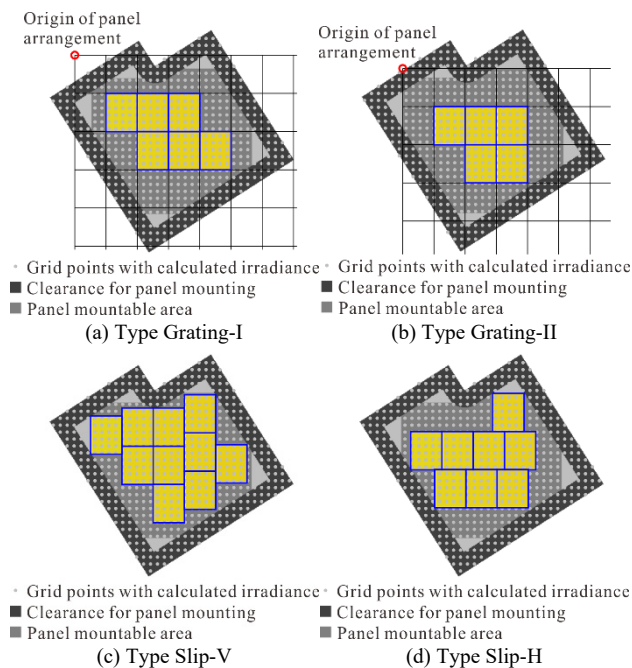 Origin of panel
arrangement
Grid points with calculated irradiance
Clearance for panel mounting
Panel mountable area
(a) Type Grating-I
Origin of panel
arrangement
Grid points with calculated irradiance
Clearance for panel mounting
Panel mountable area
(b) Type Grating-II
Grid points with calculated irradiance
Clearance for panel mounting
Panel mountable area
(c) Type Slip-V
Grid points with calculated irradiance
Clearance for panel mounting
Panel mountable area
(d) Type Slip-H